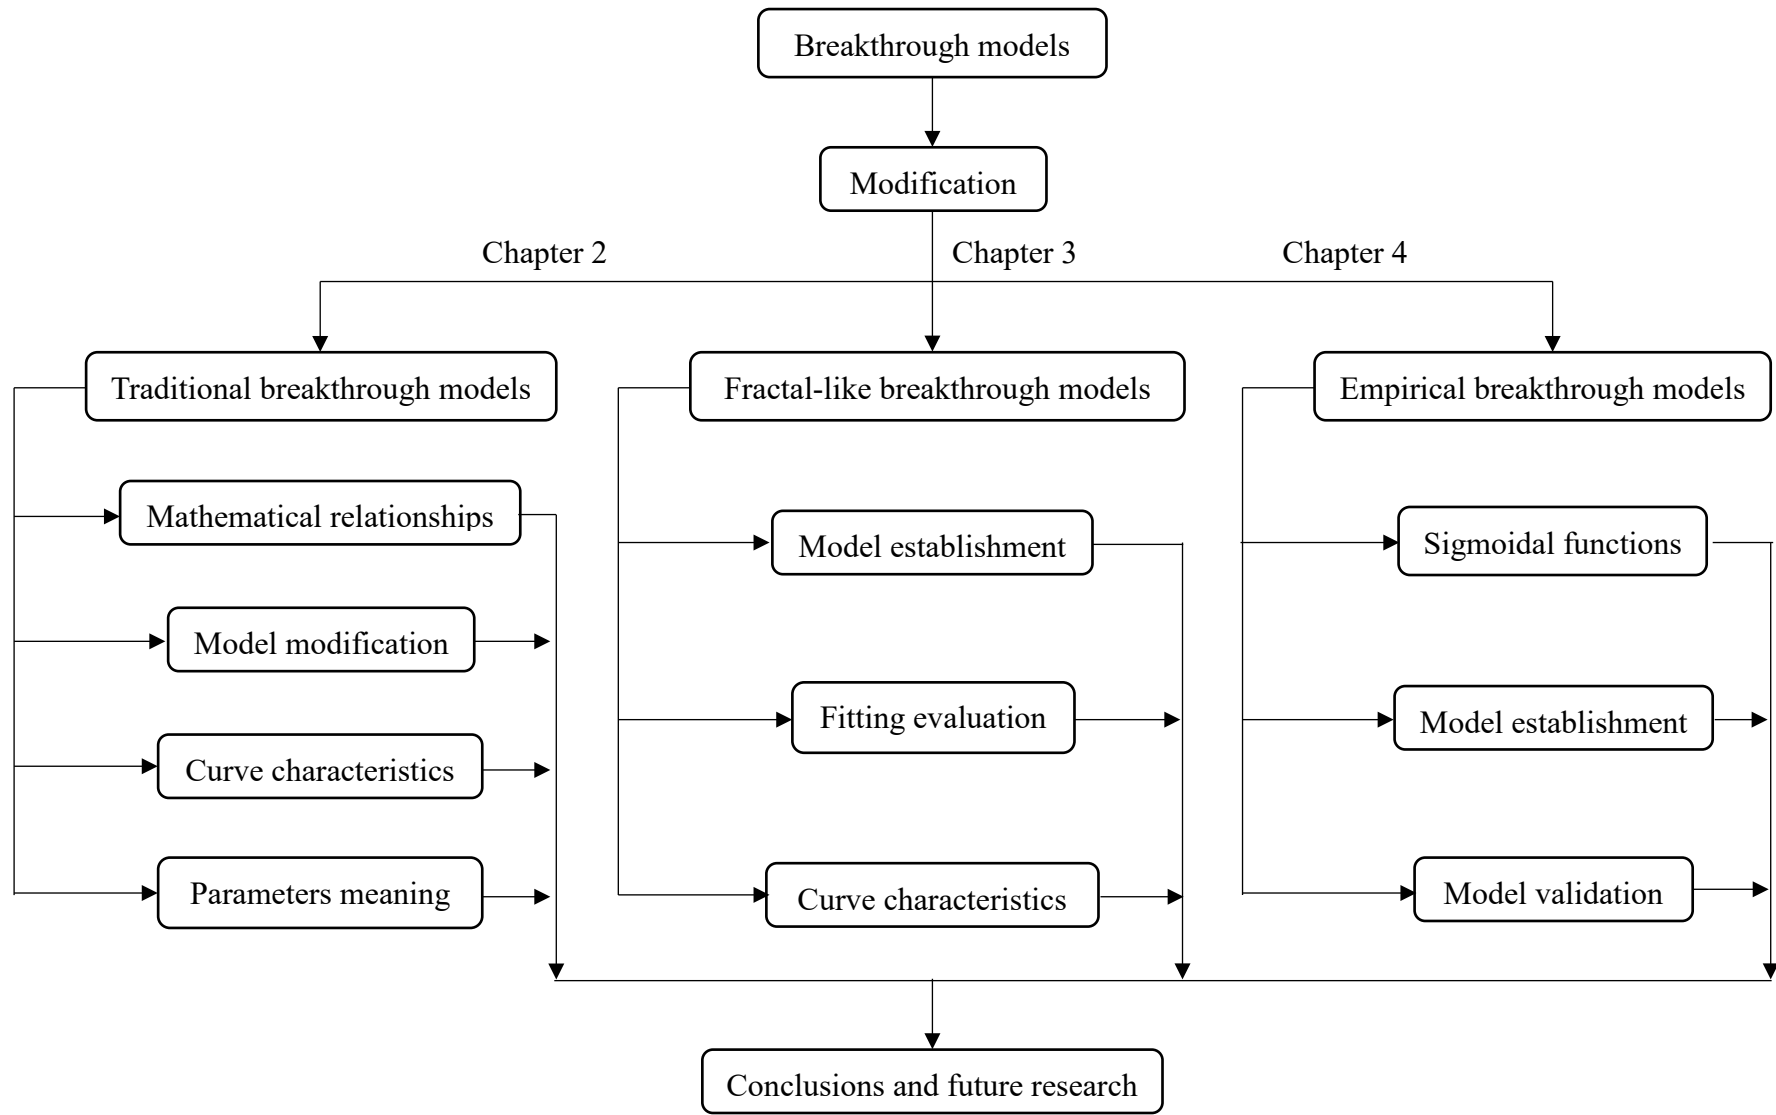 Breakthrough models
Modification
Chapter 2
Chapter 3
Chapter 4
Traditional breakthrough models
Fractal-like breakthrough models
Empirical breakthrough models
Mathematical relationships
Model modification
Curve characteristics
Parameters meaning
Model establishment
Fitting evaluation
Curve characteristics
Sigmoidal functions
Model establishment
Model validation
Conclusions and future research